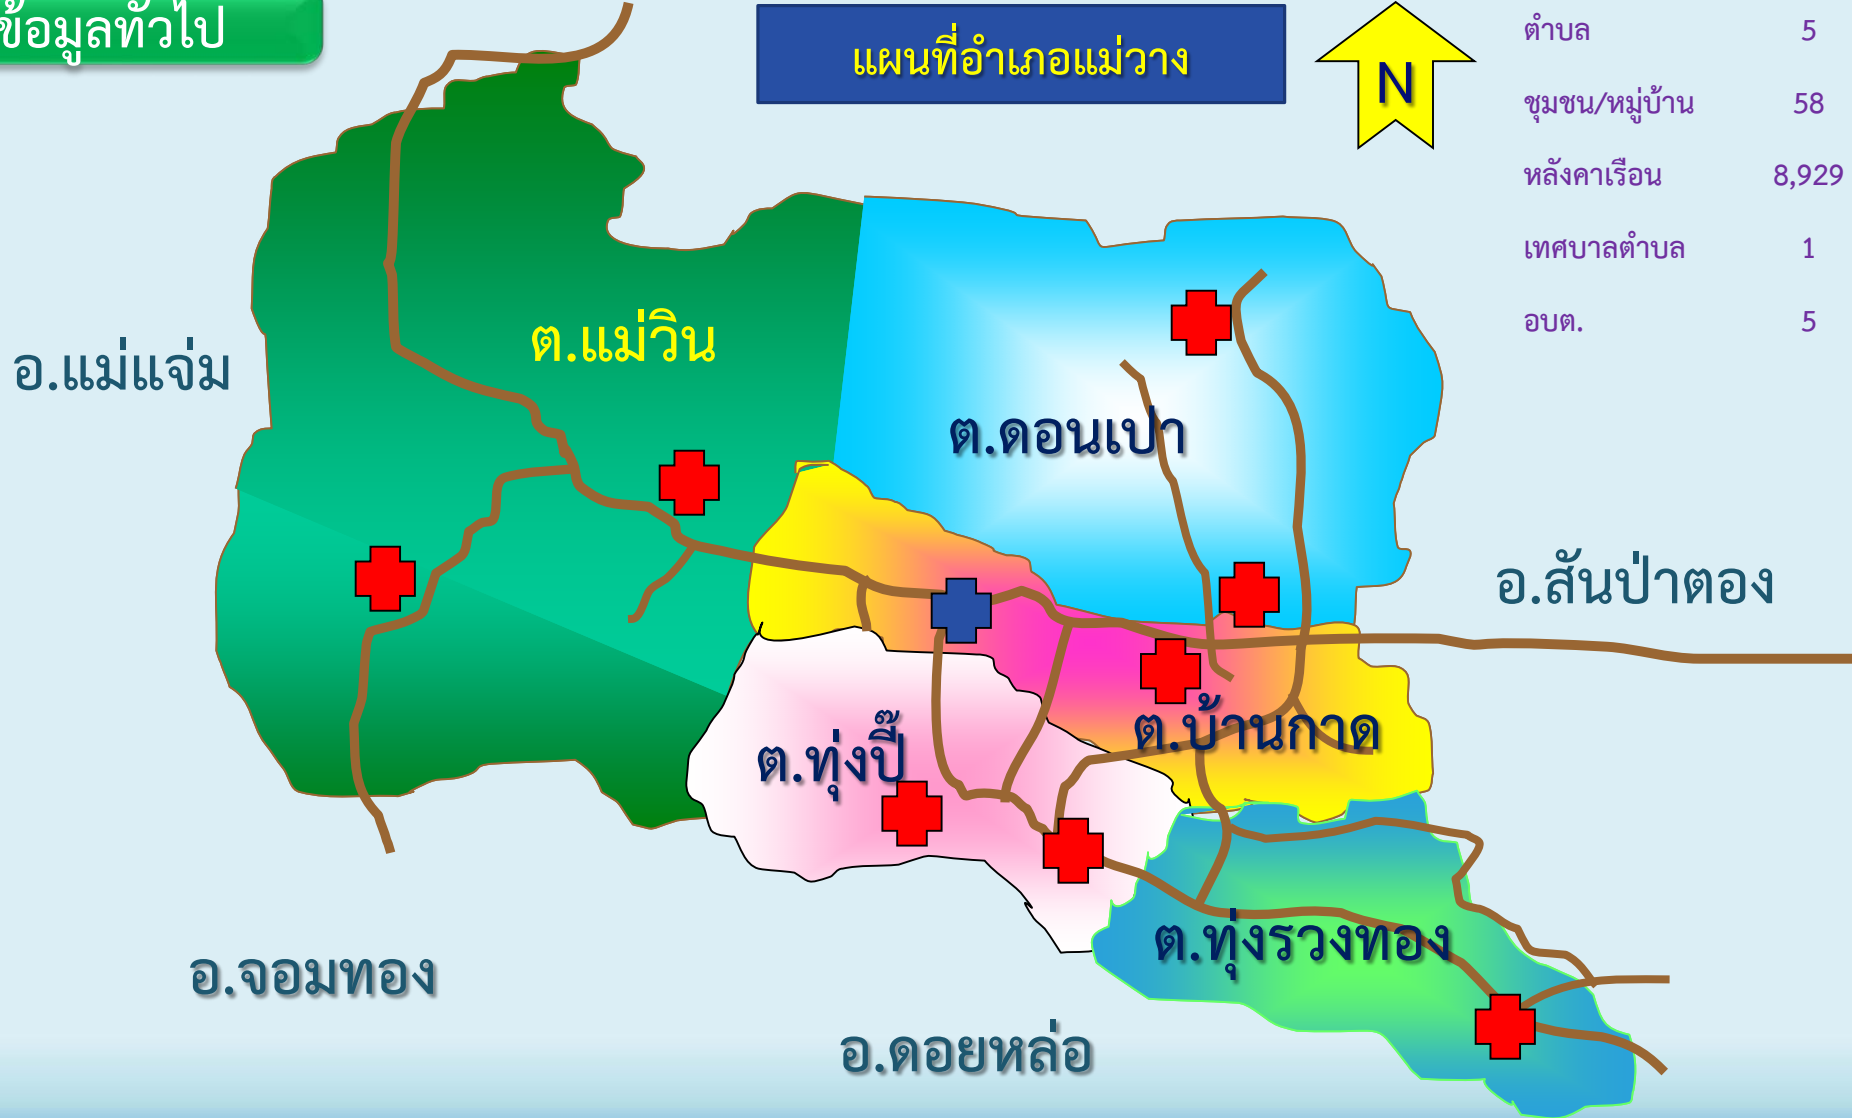 ข้อมูลทั่วไป
แผนที่อำเภอแม่วาง
N
ตำบล 5
ชุมชน/หมู่บ้าน 58
หลังคาเรือน 8,929
เทศบาลตำบล 1
อบต. 5
ต.แม่วิน
อ.แม่แจ่ม
ต.ดอนเปา
อ.สันป่าตอง
ต.บ้านกาด
ต.ทุ่งปี๊
ต.ทุ่งรวงทอง
อ.จอมทอง
อ.ดอยหล่อ